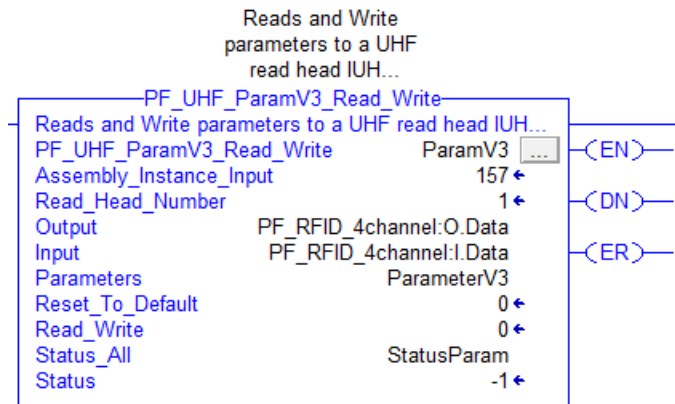 Reads and Write
parameters to a UHF
read head IUH...
PF_UHF_ParamV3_Read_Write
Reads and Write parameters to a UHF read head IUH...
PF_UHF_ParamV3_Read_Write ParamV3 ... (EN)
Assembly_Instance_Input 157
Read_Head_Number 1 (DN)
Output PF_RFID_4channel:O.Data
Input PF_RFID_4channel:I.Data (ER)
Parameters ParameterV3
Reset_To_Default 0
Read_Write 0
Status_All StatusParam
Status -1